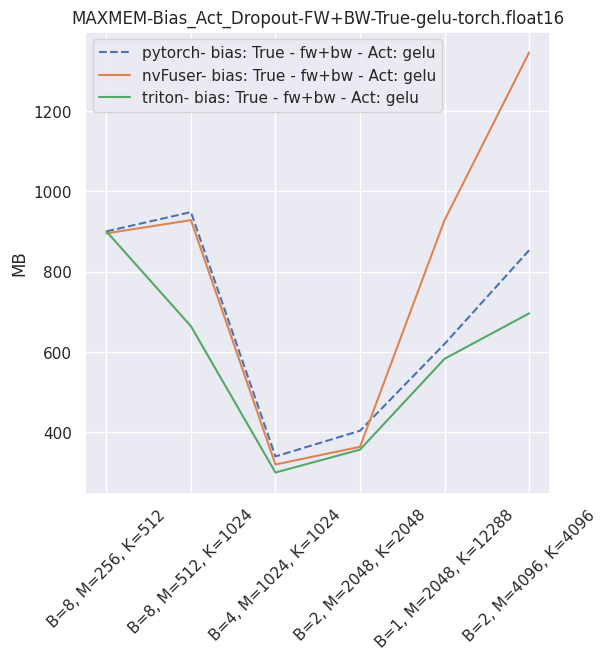 MAXMEM-Bias_Act_Dropout-FW+BW-True-gelu-torch.float16
pytorch- bias: True - fw+bw - Act: gelu
nvFuser- bias: True - fw+bw - Act: gelu
triton- bias: True - fw+bw - Act: gelu
1200
1000
800
600
400
MB
B=8, M=256, K=512
B=8, M=512, K=1024
B=4, M=1024, K=1024
B=2, M=2048, K=2048
B=1, M=2048, K=12288
B=2, M=4096, K=4096